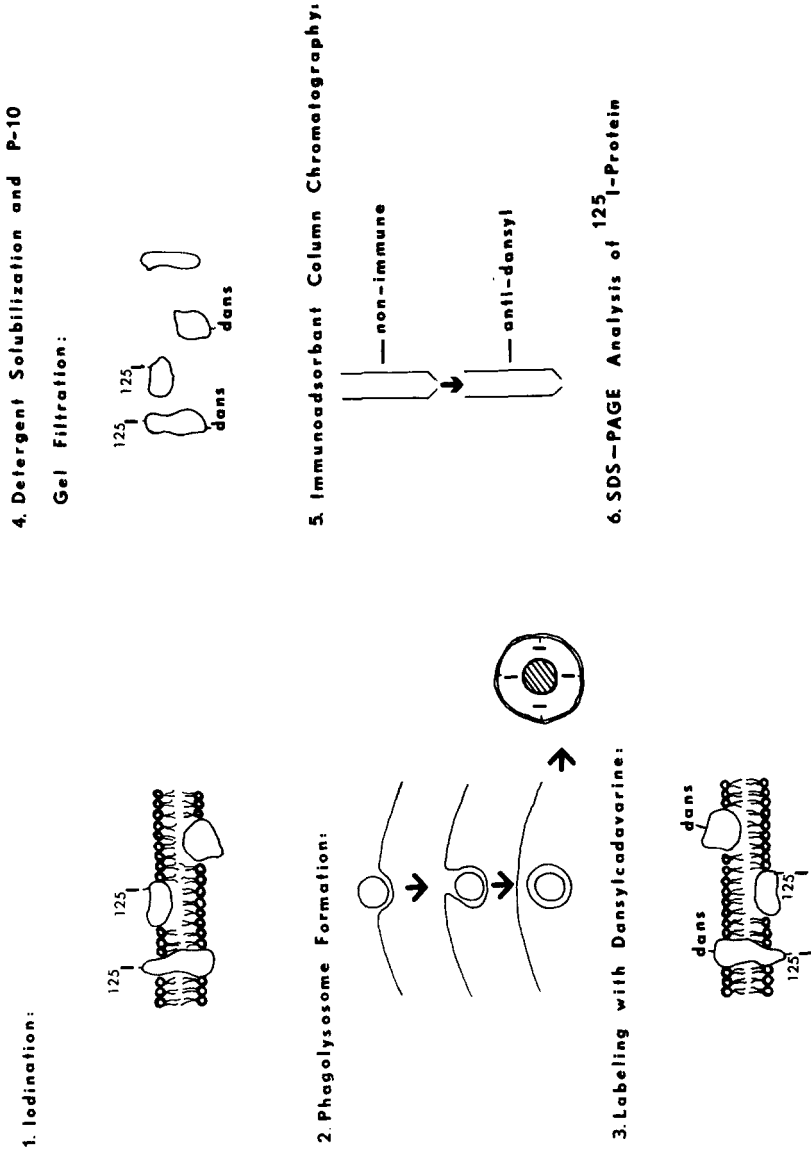 1. Iodination:
125I
125I
2. Phagolysosome Formation:
I
I
I
I
3. Labeling with Dansylcadavarine:
dans
dans
125I
125I
4. Detergent Solubilization and P-10
Gel Filtration:
125I
125I
dans
dans
5. Immunoadsorbant Column Chromatography:
non-immune
anti-dansyl
6. SDS-PAGE Analysis of 125I-Protein